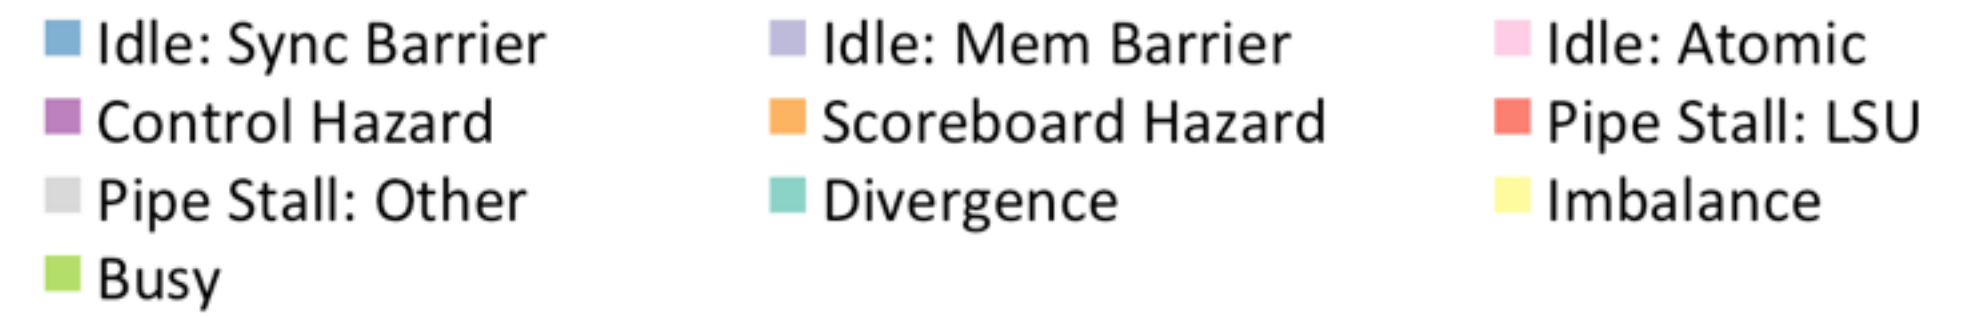 Idle: Sync Barrier Idle: Mem Barrier Idle: Atomic
Control Hazard Scoreboard Hazard Pipe Stall: LSU
Pipe Stall: Other Divergence Imbalance
Busy